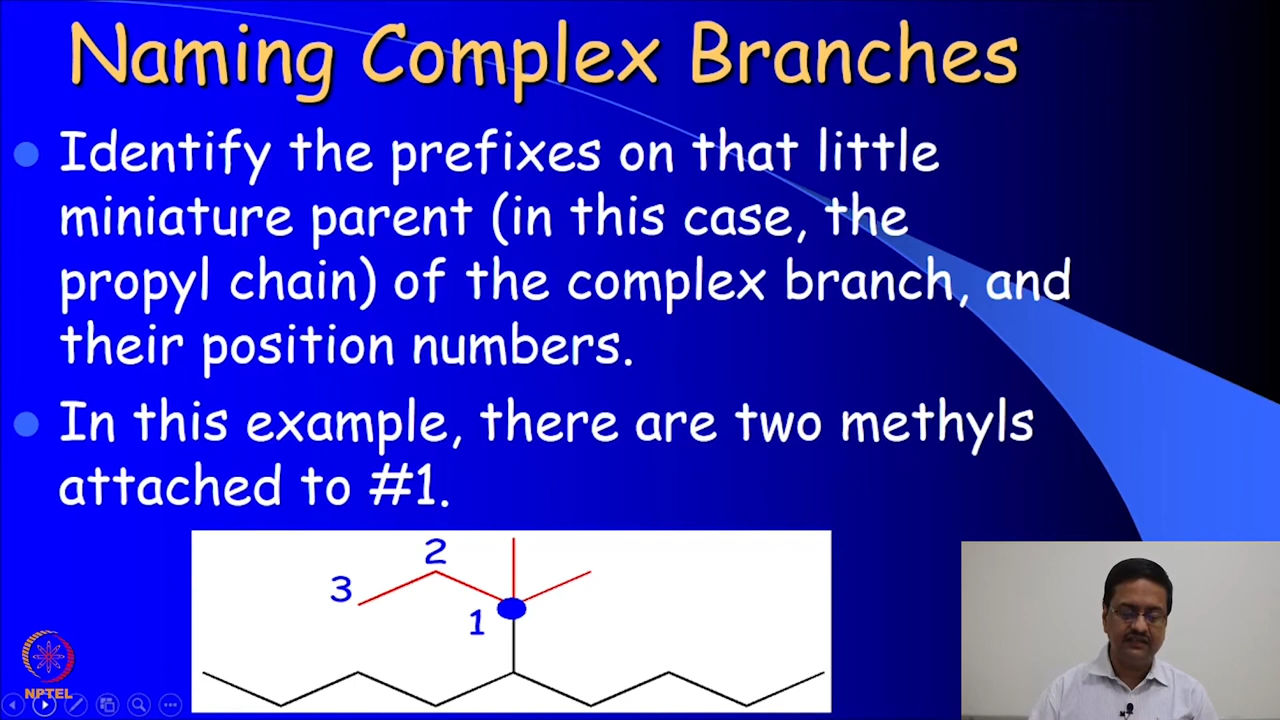 Naming Complex Branches
Identify the prefixes on that little
miniature parent (in this case, the
propyl chain) of the complex branch, and
their position numbers.
In this example, there are two methyls
attached to #1.
2
3
1
NPTEL